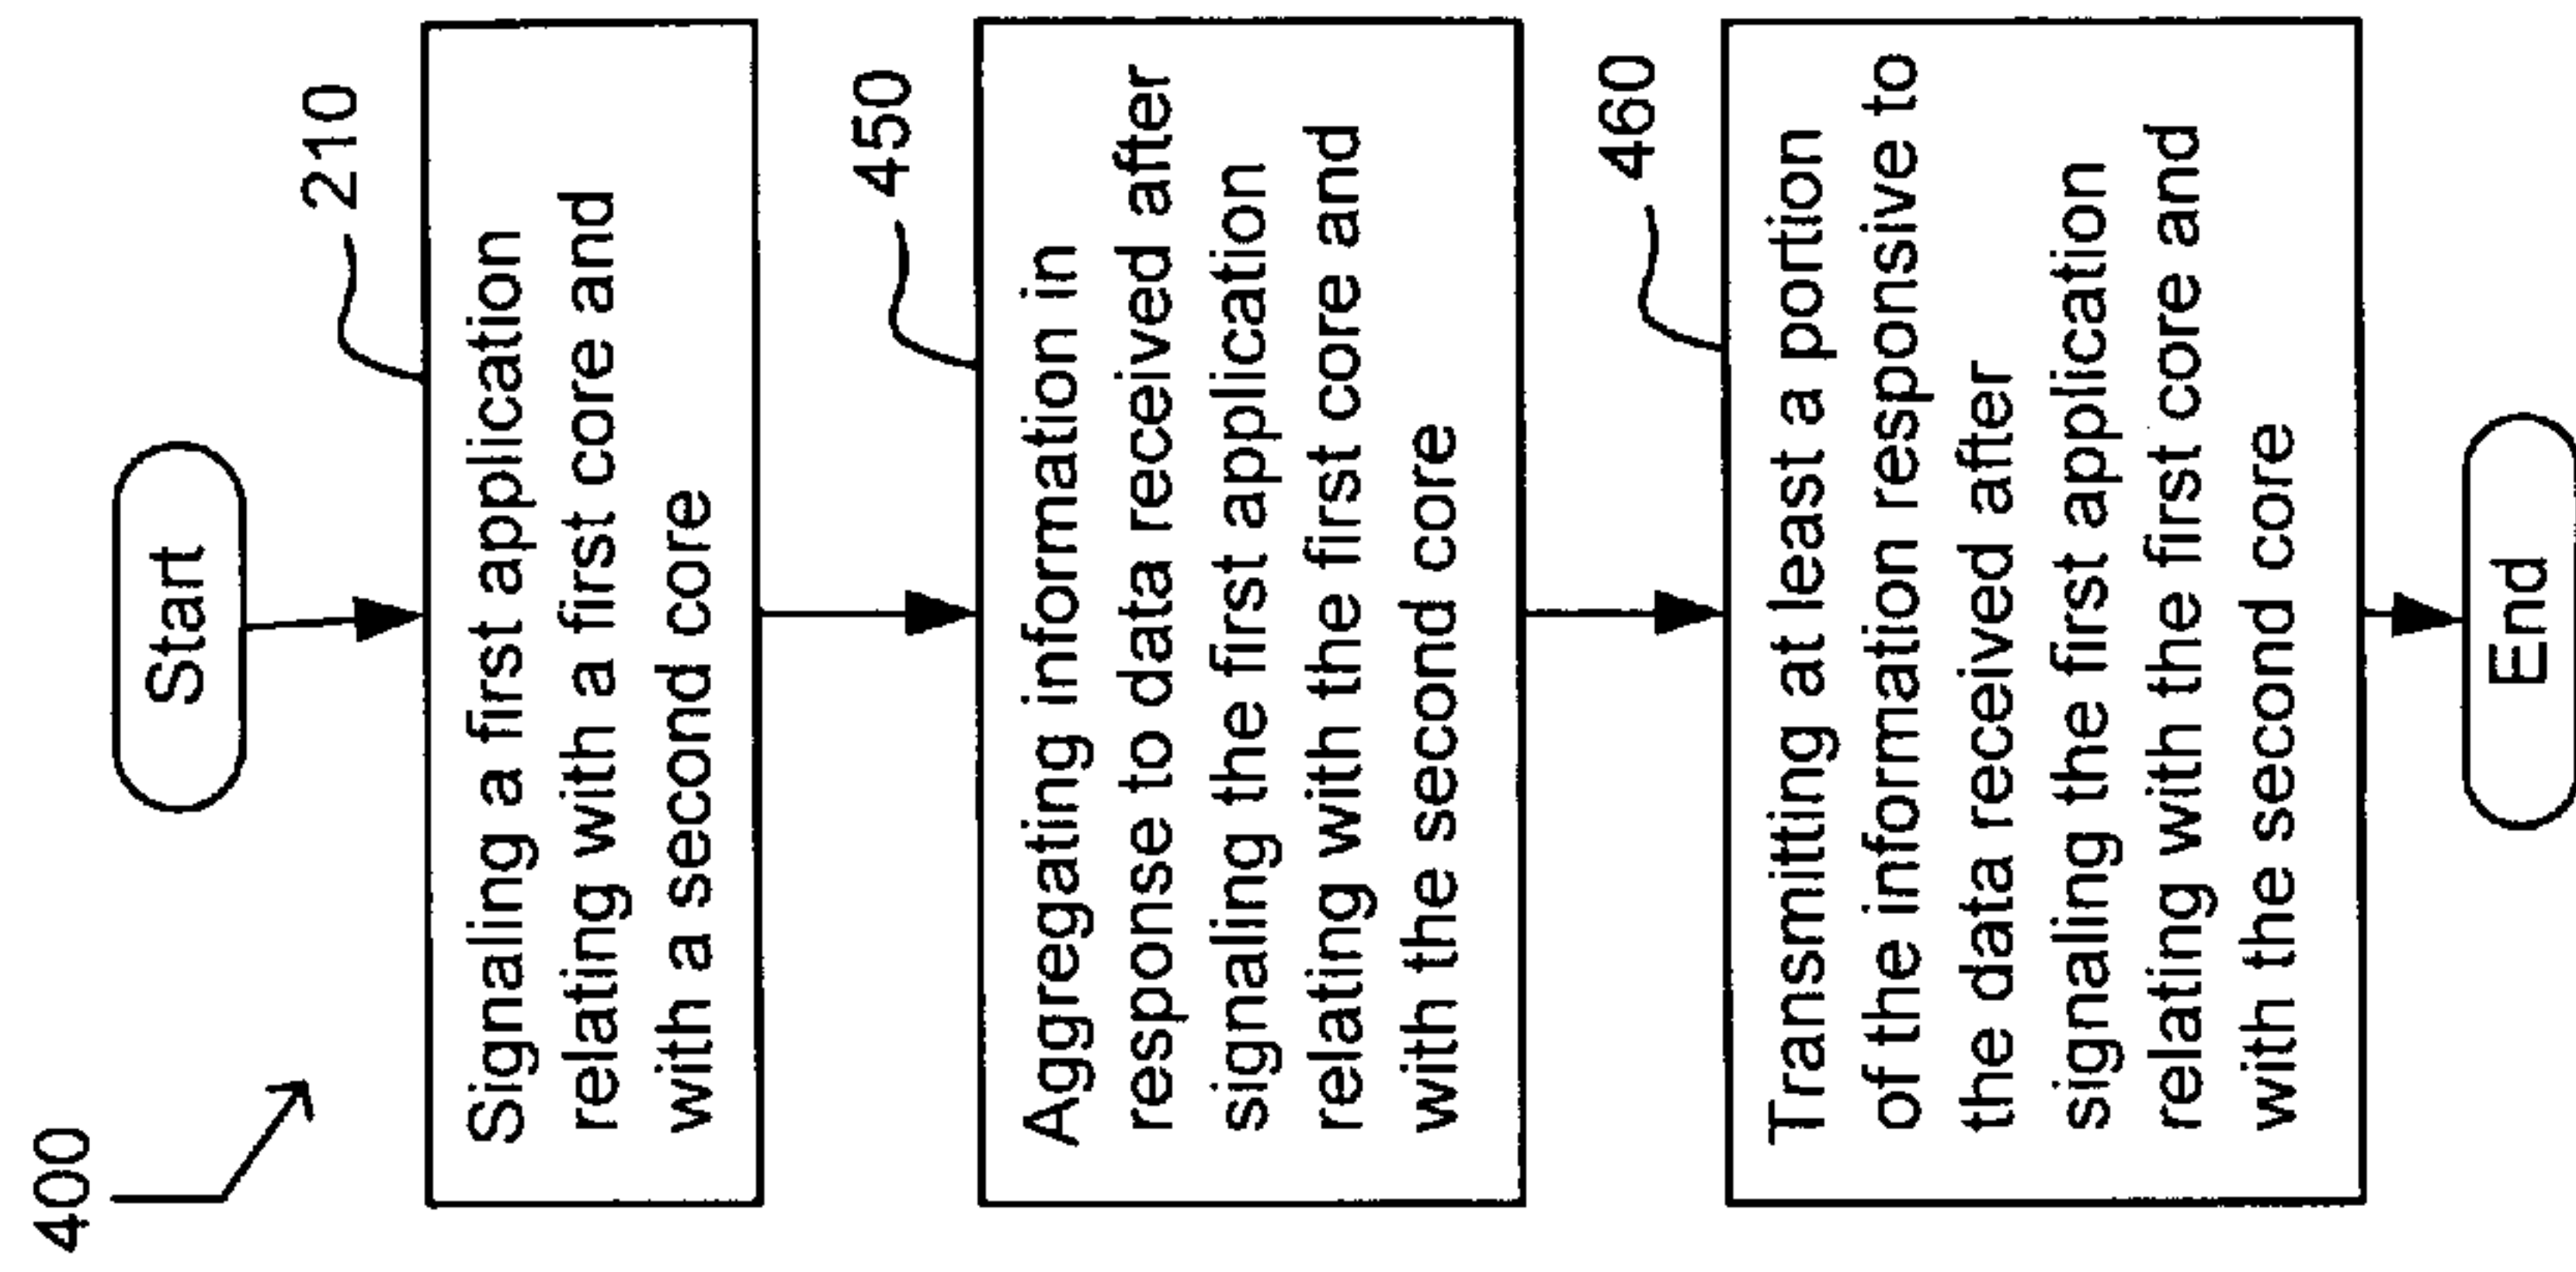 400
Start
210
Signaling a first application
relating with a first core and
with a second core
450
Aggregating information in
response to data received after
signaling the first application
relating with the first core and
with the second core
460
Transmitting at least a portion
of the information responsive to
the data received after
signaling the first application
relating with the first core and
with the second core
End